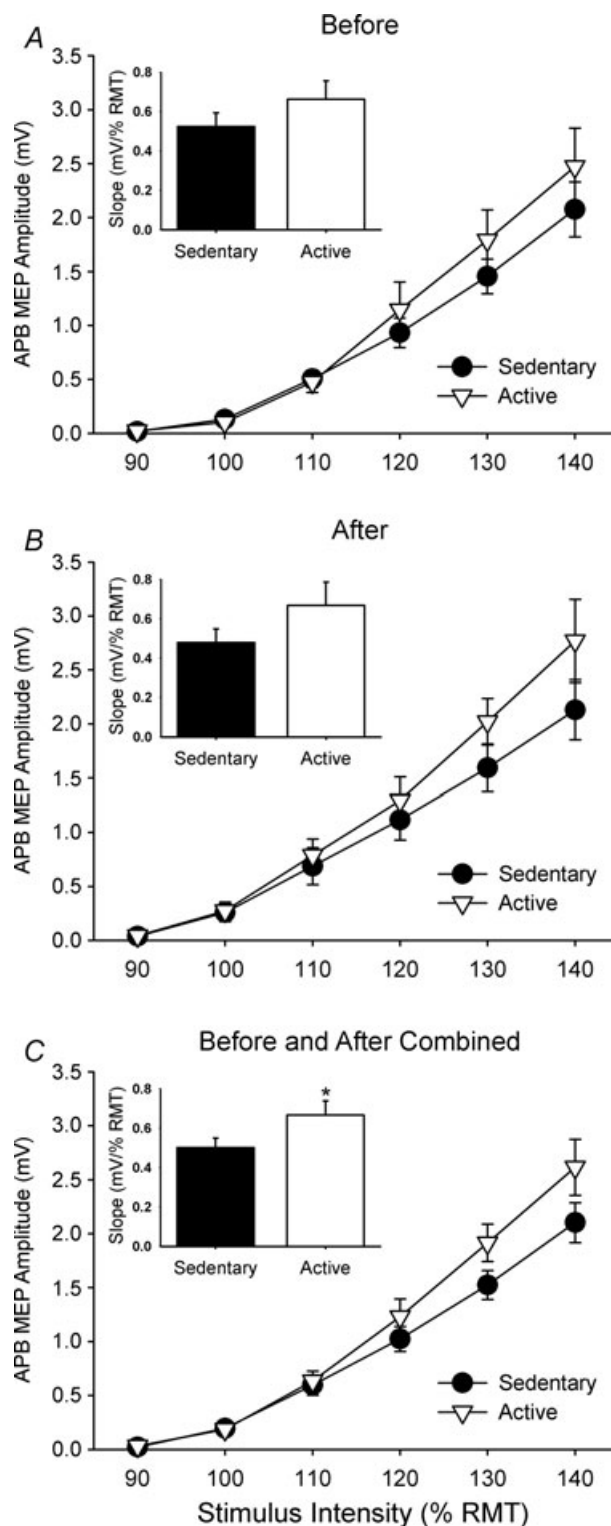 A
Before
3.5
3.0
2.5
2.0
1.5
1.0
0.5
0.0
APB MEP Amplitude (mV)
0.8
0.6
0.4
0.2
0.0
Slope (mV/% RMT)
Sedentary
Active
Sedentary
Active
90 100 110 120 130 140
B
After
3.5
3.0
2.5
2.0
1.5
1.0
0.5
0.0
APB MEP Amplitude (mV)
0.8
0.6
0.4
0.2
0.0
Slope (mV/% RMT)
Sedentary
Active
Sedentary
Active
90 100 110 120 130 140
C
Before and After Combined
3.5
3.0
2.5
2.0
1.5
1.0
0.5
0.0
APB MEP Amplitude (mV)
0.8
0.6
0.4
0.2
0.0
Slope (mV/% RMT)
*
Sedentary
Active
Sedentary
Active
90 100 110 120 130 140
Stimulus Intensity (% RMT)